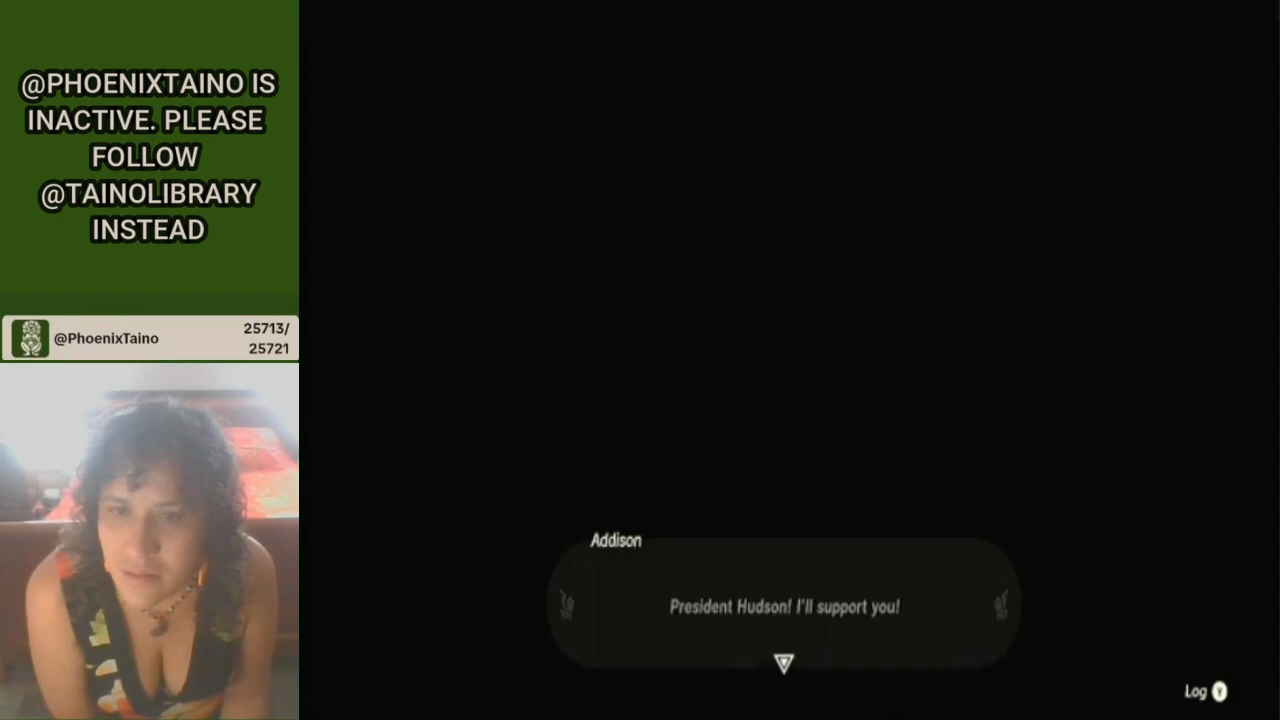 @PHOENIXTAINO IS
INACTIVE. PLEASE
FOLLOW
@TAINOLIBRARY
INSTEAD
@PhoenixTaino
25713/
25721
Addison
President Hudson! I'll support you!
Log Y